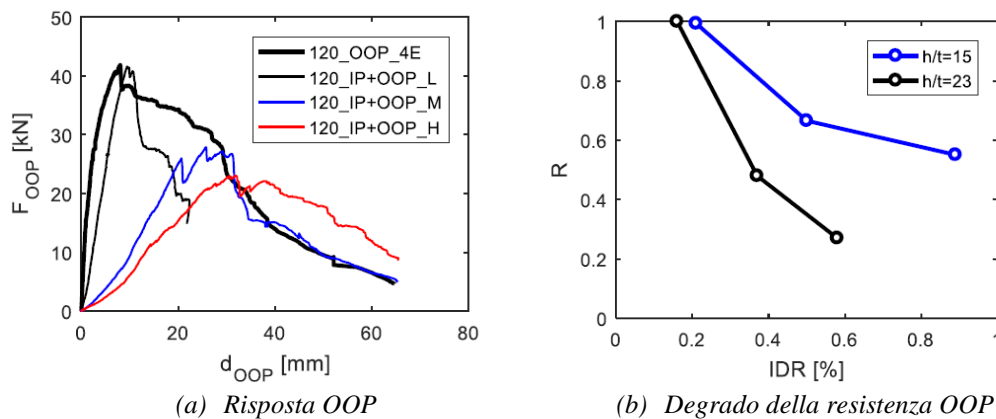 50
40
30
20
10
0
F_OOP [kN]
120_OOP_4E
120_IP+OOP_L
120_IP+OOP_M
120_IP+OOP_H
0 20 40 60 80
d_OOP [mm]
(a) Risposta OOP
1
0.8
0.6
0.4
0.2
0
R
h/t=15
h/t=23
0 0.2 0.4 0.6 0.8 1
IDR [%]
(b) Degrado della resistenza OOP